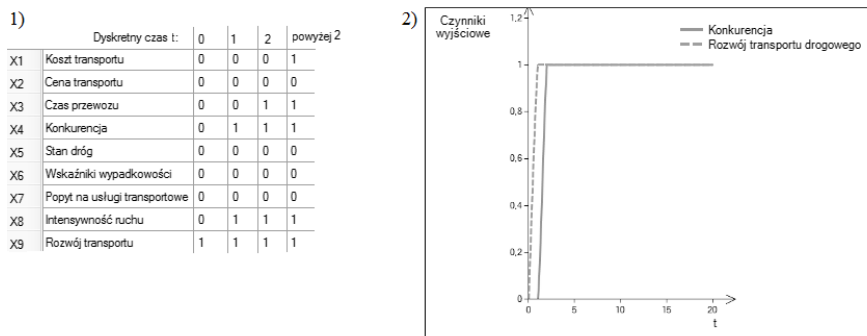 1)
Dyskretny czas t: 0 1 2 powyżej 2
X1 Koszt transportu 0 0 0 1
X2 Cena transportu 0 0 0 0
X3 Czas przewozu 0 0 1 1
X4 Konkurencja 0 1 1 1
X5 Stan dróg 0 0 0 0
X6 Wskaźniki wypadkowości 0 0 0 0
X7 Popyt na usługi transportowe 0 0 0 0
X8 Intensywność ruchu 0 1 1 1
X9 Rozwój transportu 1 1 1 1
2)
Czynniki
wyjściowe
Konkurencja
Rozwój transportu drogowego
1,2
1
0,8
0,6
0,4
0,2
0
0 5 10 15 20
t